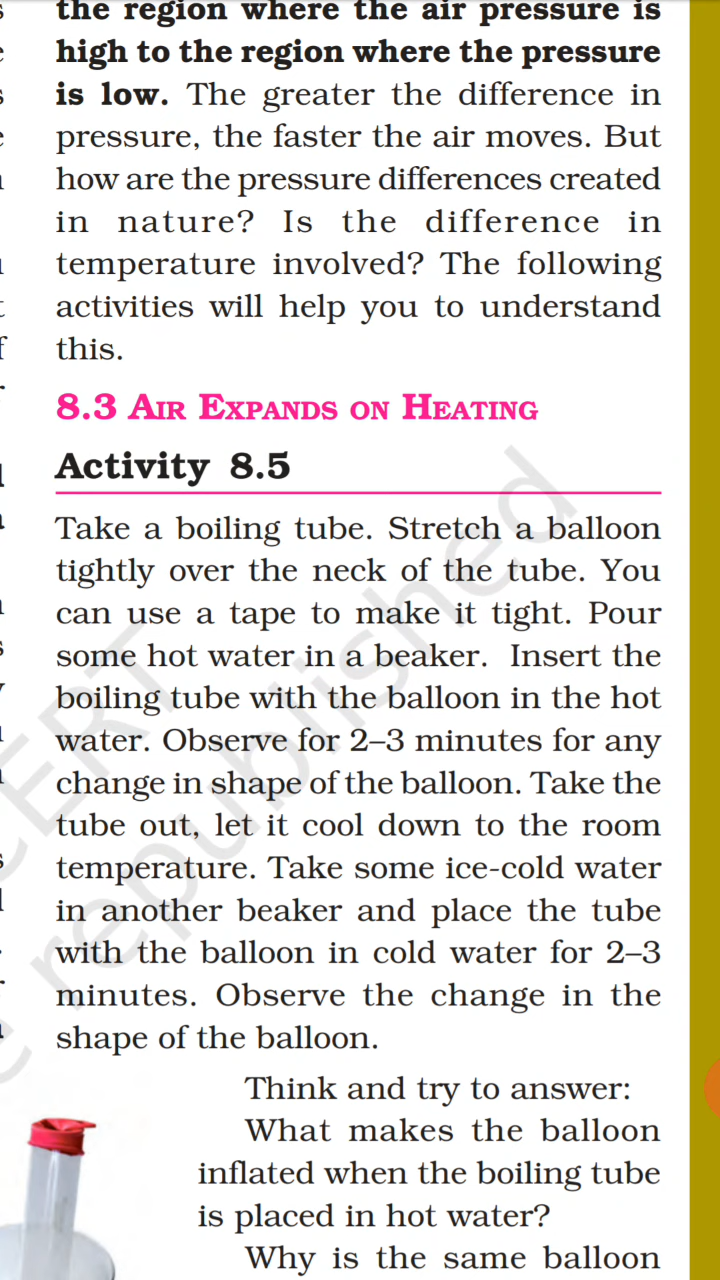 the region where the air pressure is
high to the region where the pressure
is low. The greater the difference in
pressure, the faster the air moves. But
how are the pressure differences created
in nature? Is the difference in
temperature involved? The following
activities will help you to understand
this.
8.3 AIR EXPANDS ON HEATING
Activity 8.5
Take a boiling tube. Stretch a balloon
tightly over the neck of the tube. You
can use a tape to make it tight. Pour
some hot water in a beaker. Insert the
boiling tube with the balloon in the hot
water. Observe for 2–3 minutes for any
change in shape of the balloon. Take the
tube out, let it cool down to the room
temperature. Take some ice-cold water
in another beaker and place the tube
with the balloon in cold water for 2–3
minutes. Observe the change in the
shape of the balloon.
Think and try to answer:
What makes the balloon
inflated when the boiling tube
is placed in hot water?
Why is the same balloon
republished